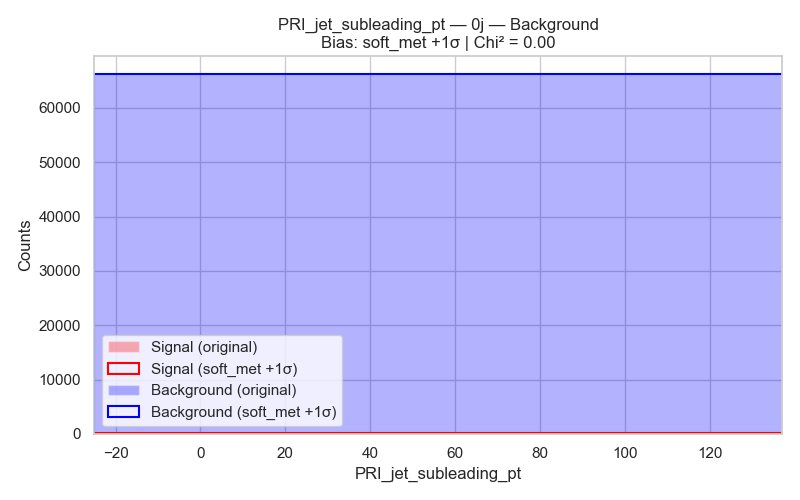 PRI_jet_subleading_pt — 0j — Background
Bias: soft_met +1σ | Chi² = 0.00
Counts
60000
50000
40000
30000
20000
10000
0
Signal (original)
Signal (soft_met +1σ)
Background (original)
Background (soft_met +1σ)
−20 0 20 40 60 80 100 120
PRI_jet_subleading_pt